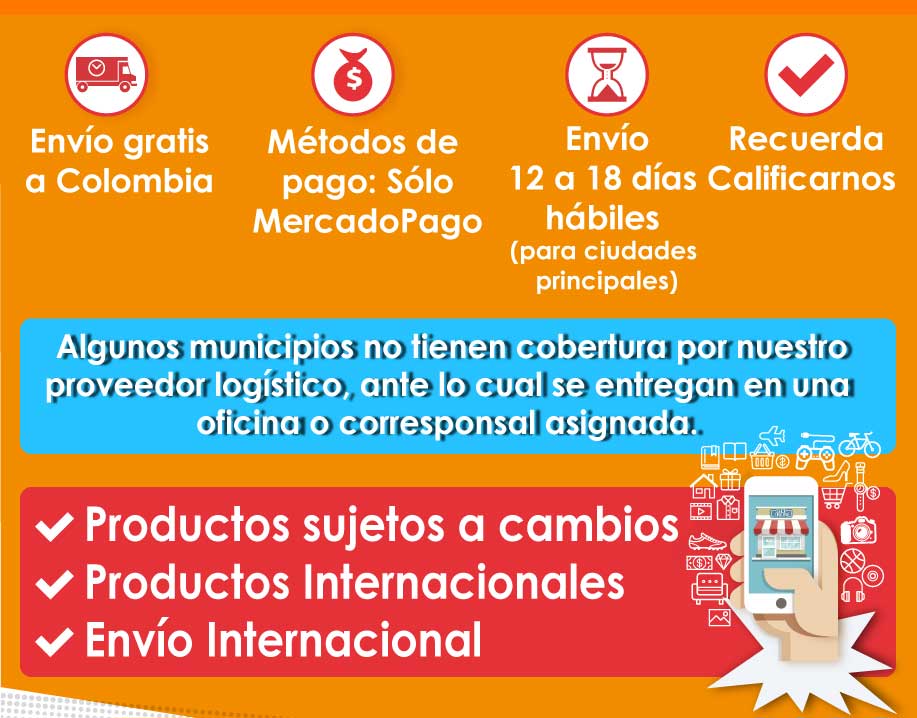 Envío gratis
a Colombia
Métodos de
pago: Sólo
MercadoPago
Envío
12 a 18 días
hábiles
(para ciudades
principales)
Recuerda
Calificarnos
Algunos municipios no tienen cobertura por nuestro
proveedor logístico, ante lo cual se entregan en una
oficina o corresponsal asignada.
Productos sujetos a cambios
Productos Internacionales
Envío Internacional